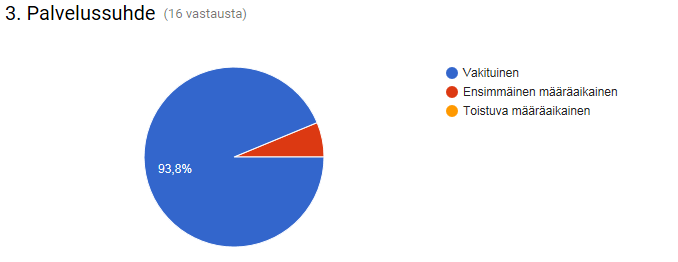 3. Palvelussuhde (16 vastausta)
Vakituinen
Ensimmäinen määräaikainen
Toistuva määräaikainen
93,8%